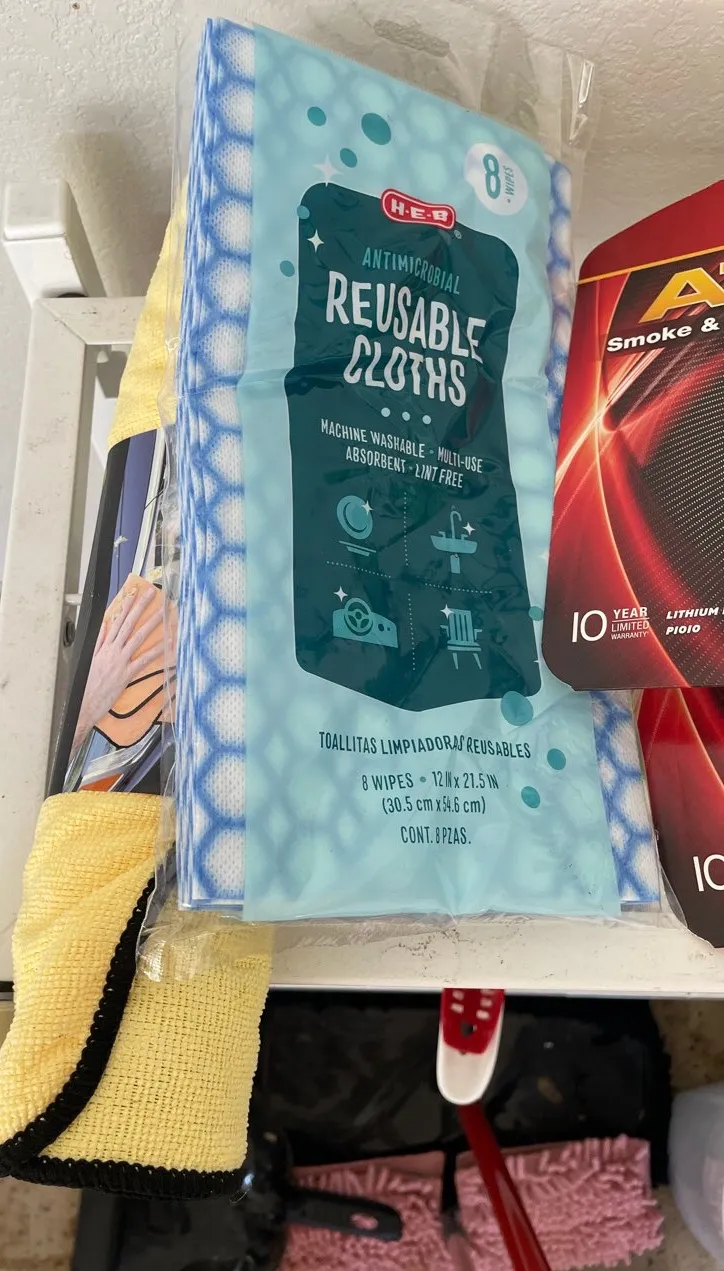 8
WIPES
H-E-B
ANTIMICROBIAL
REUSABLE
CLOTHS
MACHINE WASHABLE • MULTI-USE
ABSORBENT • LINT FREE
TOALLITAS LIMPIADORAS REUSABLES
8 WIPES • 12 IN x 21.5 IN
(30.5 cm x 54.6 cm)
CONT. 8 PZAS.
Smoke &
10 YEAR
LIMITED
WARRANTY
LITHIUM
P1010
10